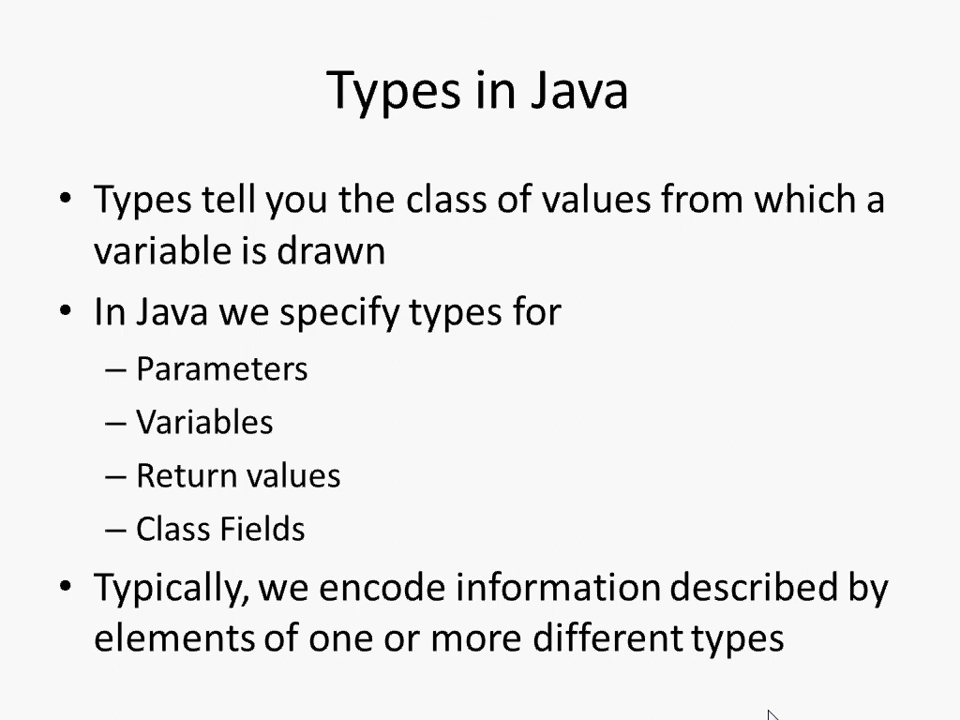 Types in Java
• Types tell you the class of values from which a
variable is drawn
• In Java we specify types for
– Parameters
– Variables
– Return values
– Class Fields
• Typically, we encode information described by
elements of one or more different types